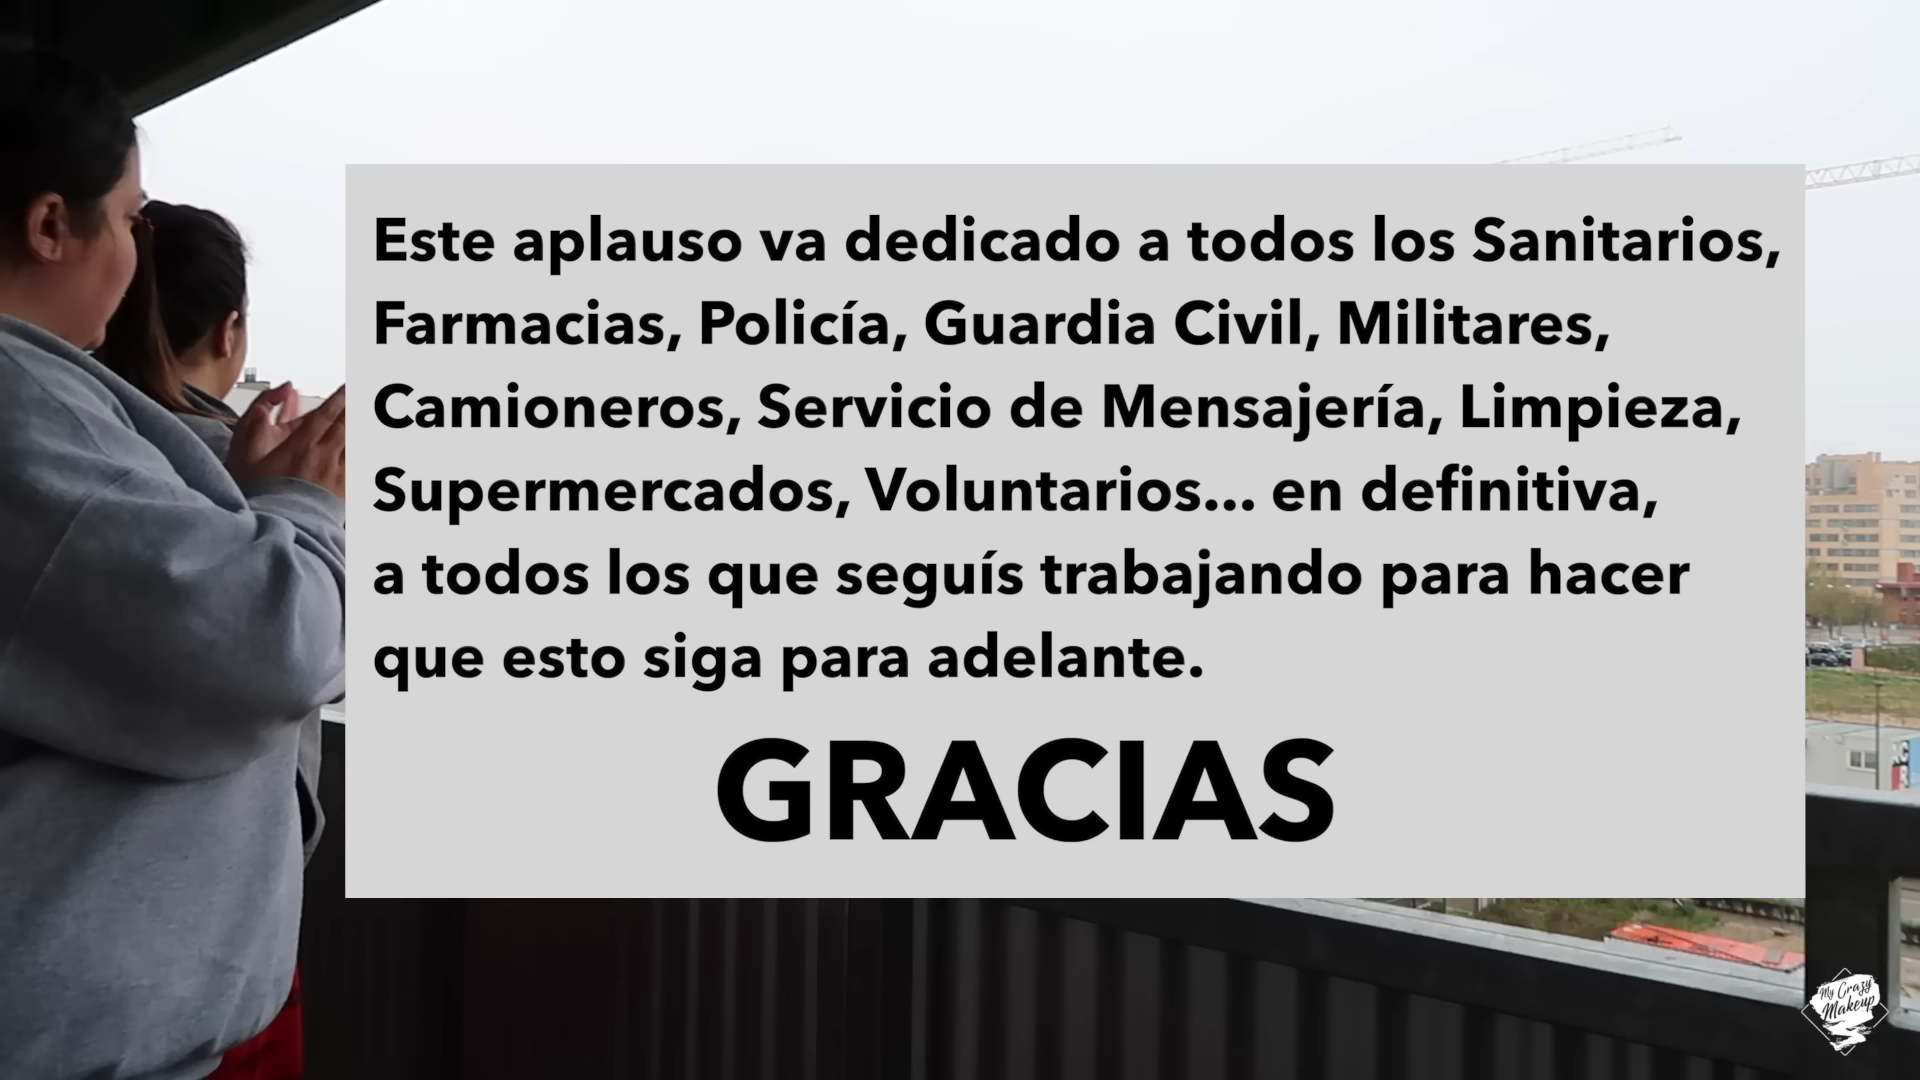 Este aplauso va dedicado a todos los Sanitarios,
Farmacias, Policía, Guardia Civil, Militares,
Camioneros, Servicio de Mensajería, Limpieza,
Supermercados, Voluntarios... en definitiva,
a todos los que seguís trabajando para hacer
que esto siga para adelante.
GRACIAS
My Crazy
Makeup